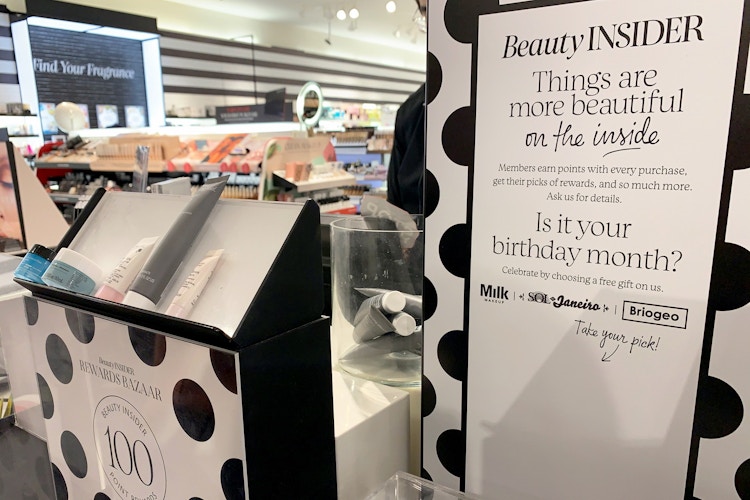 Find Your Fragrance
Beauty INSIDER
Things are
more beautiful
on the inside
Members earn points with every purchase,
get their picks of rewards, and so much more.
Ask us for details.
Is it your
birthday month?
Celebrate by choosing a free gift on us.
Milk
MAKEUP
SOL de Janeiro
Briogeo
Take your pick!
Beauty INSIDER
REWARDS BAZAAR
BEAUTY INSIDER
100
POINT REWARDS